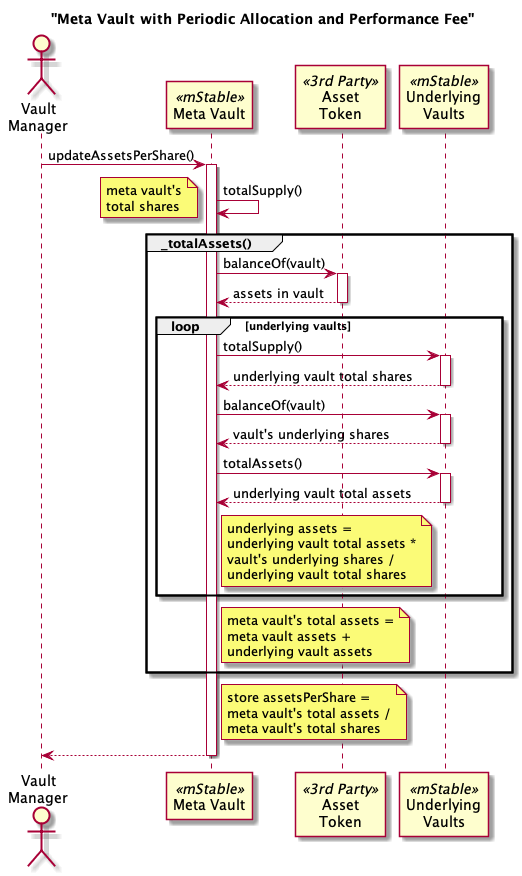 "Meta Vault with Periodic Allocation and Performance Fee"
Vault
Manager
«mStable»
Meta Vault
«3rd Party»
Asset
Token
«mStable»
Underlying
Vaults
updateAssetsPerShare()
meta vault's
total shares
totalSupply()
_totalAssets()
balanceOf(vault)
assets in vault
loop
[underlying vaults]
totalSupply()
underlying vault total shares
balanceOf(vault)
vault's underlying shares
totalAssets()
underlying vault total assets
underlying assets =
underlying vault total assets *
vault's underlying shares /
underlying vault total shares
meta vault's total assets =
meta vault assets +
underlying vault assets
store assetsPerShare =
meta vault's total assets /
meta vault's total shares
Vault
Manager
«mStable»
Meta Vault
«3rd Party»
Asset
Token
«mStable»
Underlying
Vaults